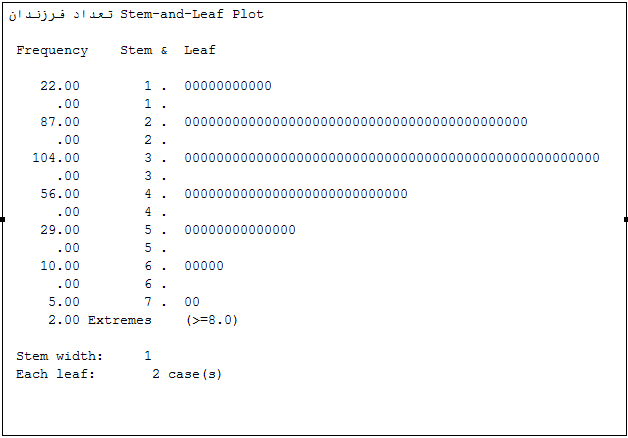 تعداد فرزندان Stem-and-Leaf Plot
Frequency    Stem &  Leaf
22.00        1 .  00000000000
.00        1 .
87.00        2 .  0000000000000000000000000000000000000000000
.00        2 .
104.00        3 .  0000000000000000000000000000000000000000000000000000
.00        3 .
56.00        4 .  0000000000000000000000000000
.00        4 .
29.00        5 .  00000000000000
.00        5 .
10.00        6 .  00000
.00        6 .
5.00        7 .  00
2.00 Extremes    (>=8.0)
Stem width:     1
Each leaf:       2 case(s)